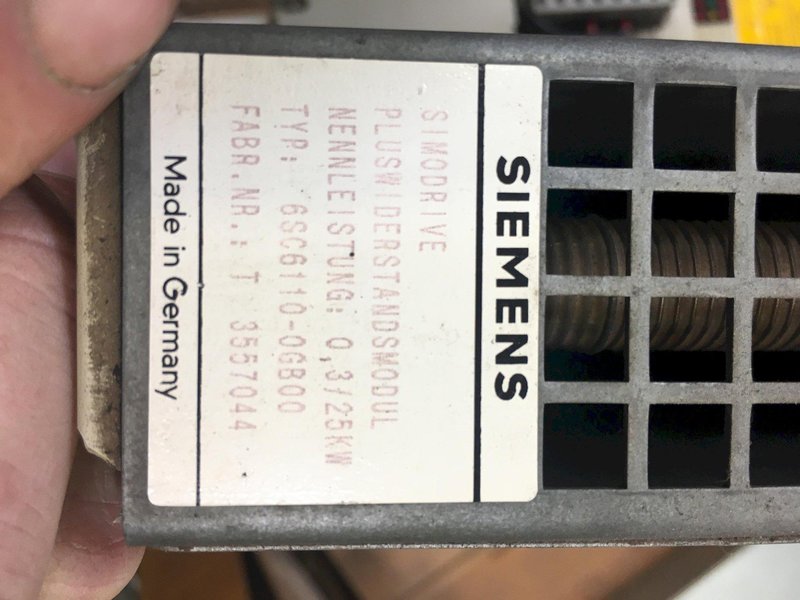 SIEMENS
SIMODRIVE
PLUSWIDERSTANDSMODUL
NENNLEISTUNG: 0,3/25KW
TYP: 6SC6110-0GB00
FABR.NR.: T 3557044
Made in Germany